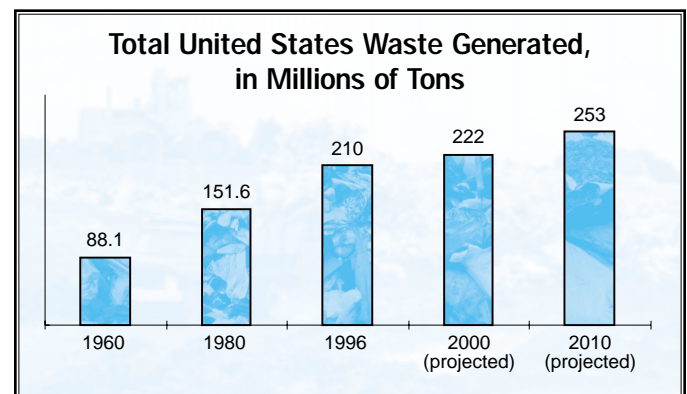 Total United States Waste Generated,
in Millions of Tons
88.1
151.6
210
222
253
1960
1980
1996
2000
(projected)
2010
(projected)